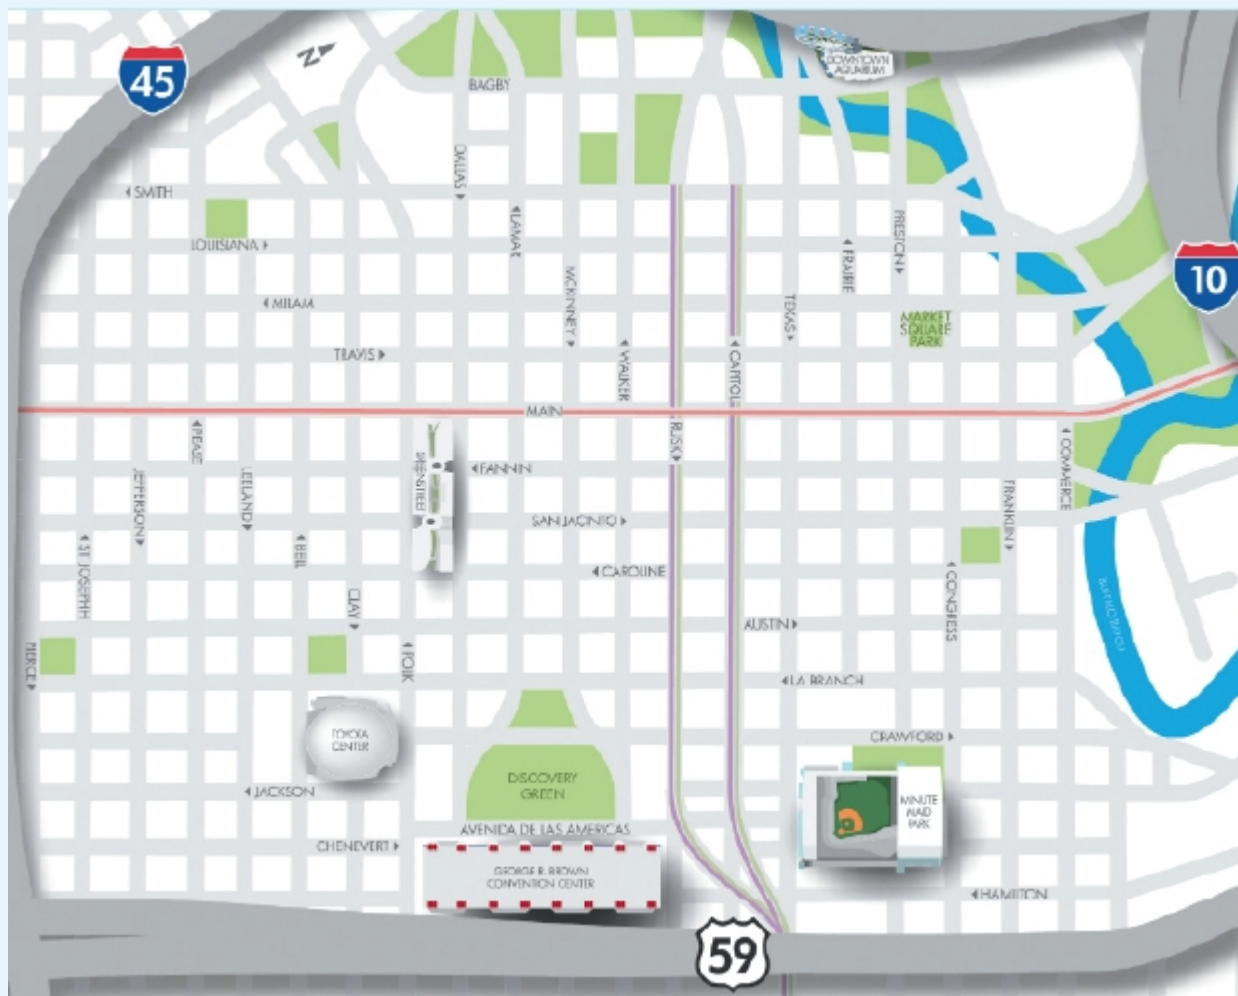 45
N
DOWNTOWN
AQUARIUM
BAGBY
DALLAS
SMITH
LAMAR
PRESTON
LOUISIANA
PRAIRIE
10
MCKINNEY
MILAM
TEXAS
MARKET
SQUARE
PARK
WALKER
CAPITOL
TRAVIS
MAIN
RUSK
PEASE
COMMERCE
JEFFERSON
LEELAND
FANNIN
FRANKLIN
SAN JACINTO
ST JOSEPHH
BELL
CAROLINE
CONGRESS
CLAY
AUSTIN
PIERCE
POLK
LA BRANCH
TOYOTA
CENTER
CRAWFORD
DISCOVERY
GREEN
JACKSON
MINUTE
MAID
PARK
AVENIDA DE LAS AMERICAS
CHENEVERT
GEORGE R. BROWN
CONVENTION CENTER
HAMILTON
59